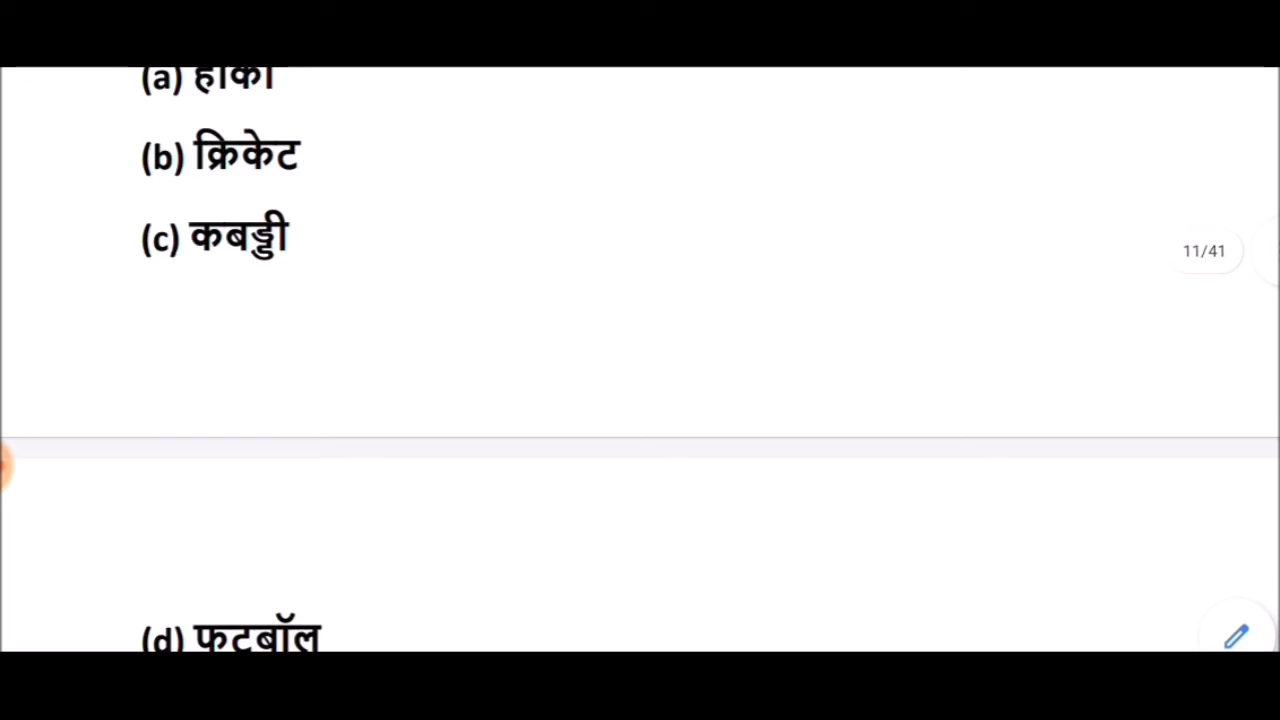 (a) हॉकी
(b) क्रिकेट
(c) कबड्डी
11/41
(d) फुटबॉल